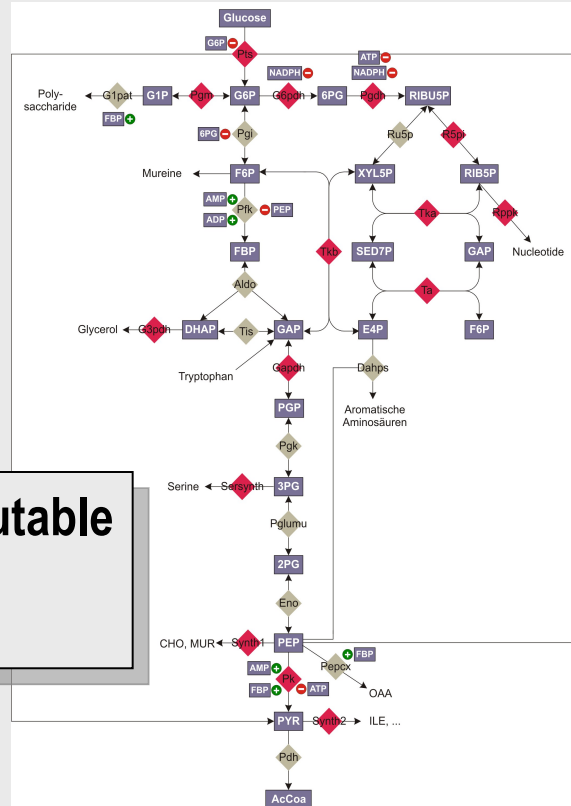 Glucose
G6P
Pts
ATP
NADPH
NADPH
Poly-
saccharide
G1pat
G1P
Pgm
G6P
G6pdh
6PG
Pgdh
RIBU5P
FBP
6PG
Pgi
Ru5p
R5pi
Mureine
F6P
XYL5P
RIB5P
AMP
ADP
Pfk
PEP
Tka
Rppk
FBP
Tkb
SED7P
GAP
Nucleotide
Aldo
Ta
Glycerol
G3pdh
DHAP
Tis
GAP
E4P
F6P
Tryptophan
Gapdh
Dahps
PGP
Aromatische
Aminosäuren
Pgk
Serine
Sersynth
3PG
utable
Pglumu
2PG
Eno
CHO, MUR
Synth1
PEP
FBP
AMP
Pepcx
FBP
Pk
ATP
OAA
PYR
Synth2
ILE, ...
Pdh
AcCoa